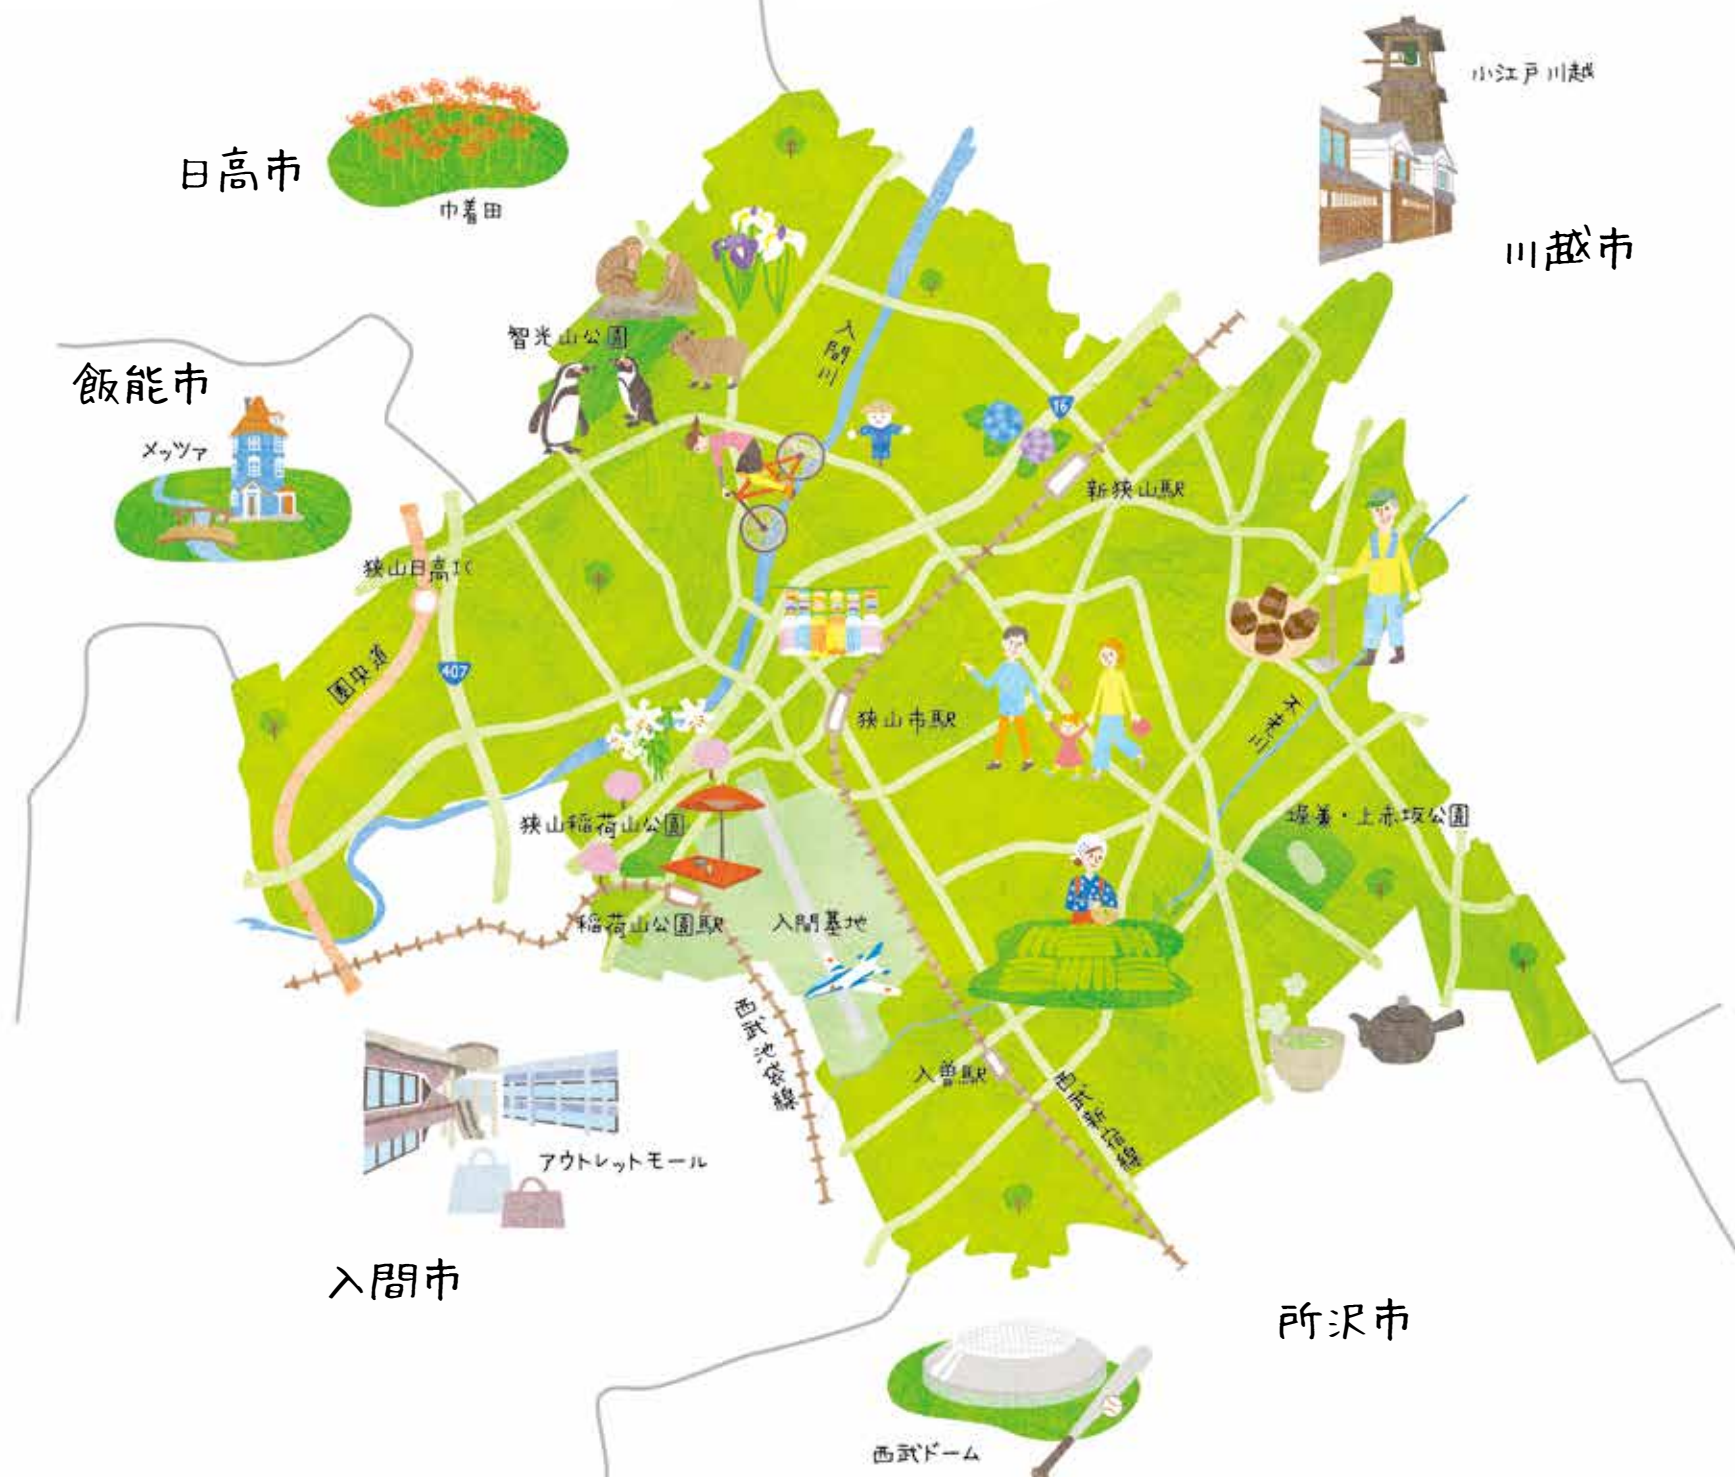 小江戸川越
日高市
巾着田
川越市
智光山公園
入間川
飯能市
メッツァ
16
新狭山駅
狭山日高IC
圏央道
407
狭山市駅
不老川
狭山稲荷山公園
堀兼・上赤坂公園
稲荷山公園駅
入間基地
西武池袋線
入曽駅
西武新宿線
アウトレットモール
入間市
所沢市
西武ドーム